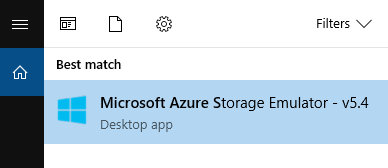 Filters
Best match
Microsoft Azure Storage Emulator - v5.4
Desktop app